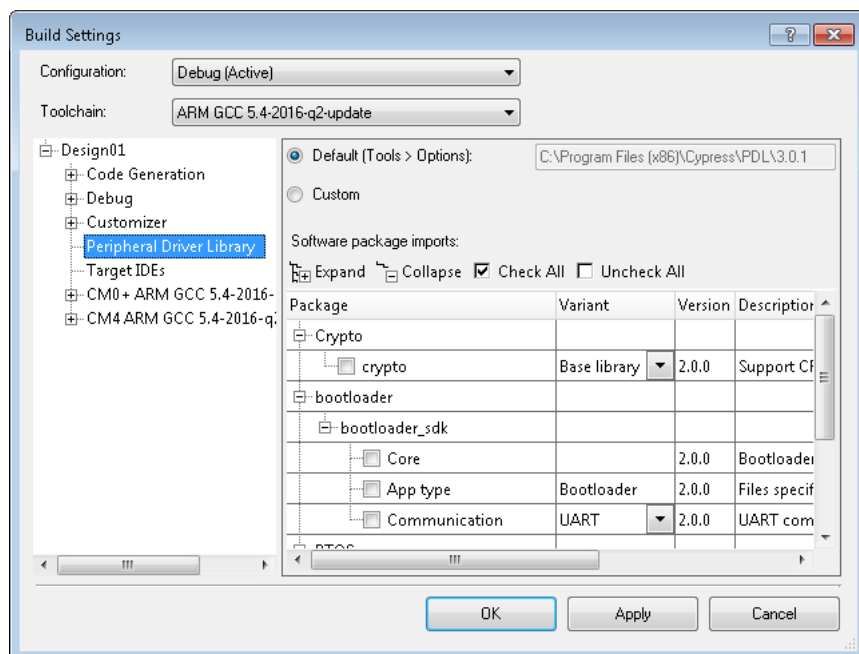 Build Settings
Configuration: Debug (Active)
Toolchain: ARM GCC 5.4-2016-q2-update
Design01
Code Generation
Debug
Customizer
Peripheral Driver Library
Target IDEs
CM0+ ARM GCC 5.4-2016-
CM4 ARM GCC 5.4-2016-q
Default (Tools > Options): C:\Program Files (x86)\Cypress\PDL\3.0.1
Custom
Software package imports:
Expand Collapse Check All Uncheck All
Package Variant Version Description
Crypto
crypto Base library 2.0.0 Support
bootloader
bootloader_sdk
Core 2.0.0 Bootloader
App type Bootloader 2.0.0 Files specif
Communication UART 2.0.0 UART com
OK Apply Cancel